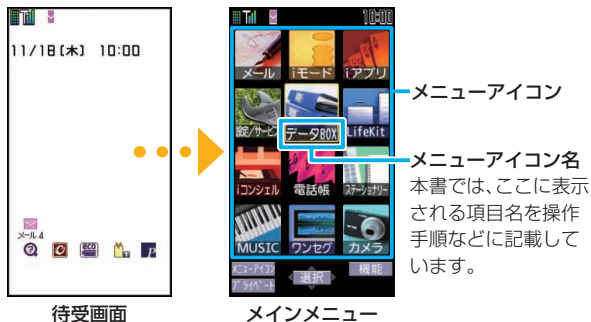 11/18[木] 10:00
メール 4
待受画面
10:00
メール iモード iアプリ
設定/サービス データBOX LifeKit
iコンシェル 電話帳 ステーショナリー
MUSIC ワンセグ カメラ
メニューアイコン 選択 機能
プライベート
メインメニュー
メニューアイコン
メニューアイコン名
本書では、ここに表示
される項目名を操作
手順などに記載して
います。